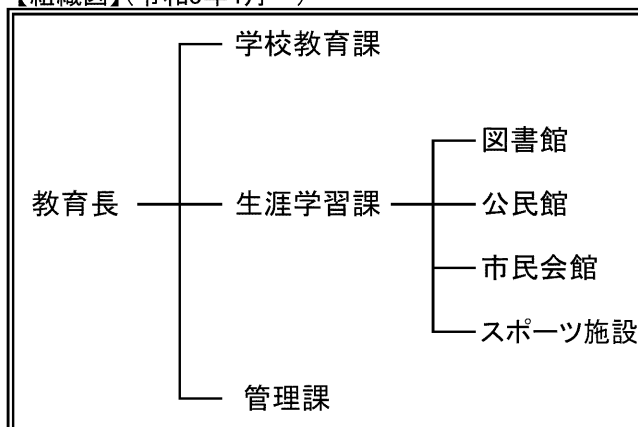 学校教育課
図書館
教育長
生涯学習課
公民館
市民会館
スポーツ施設
管理課